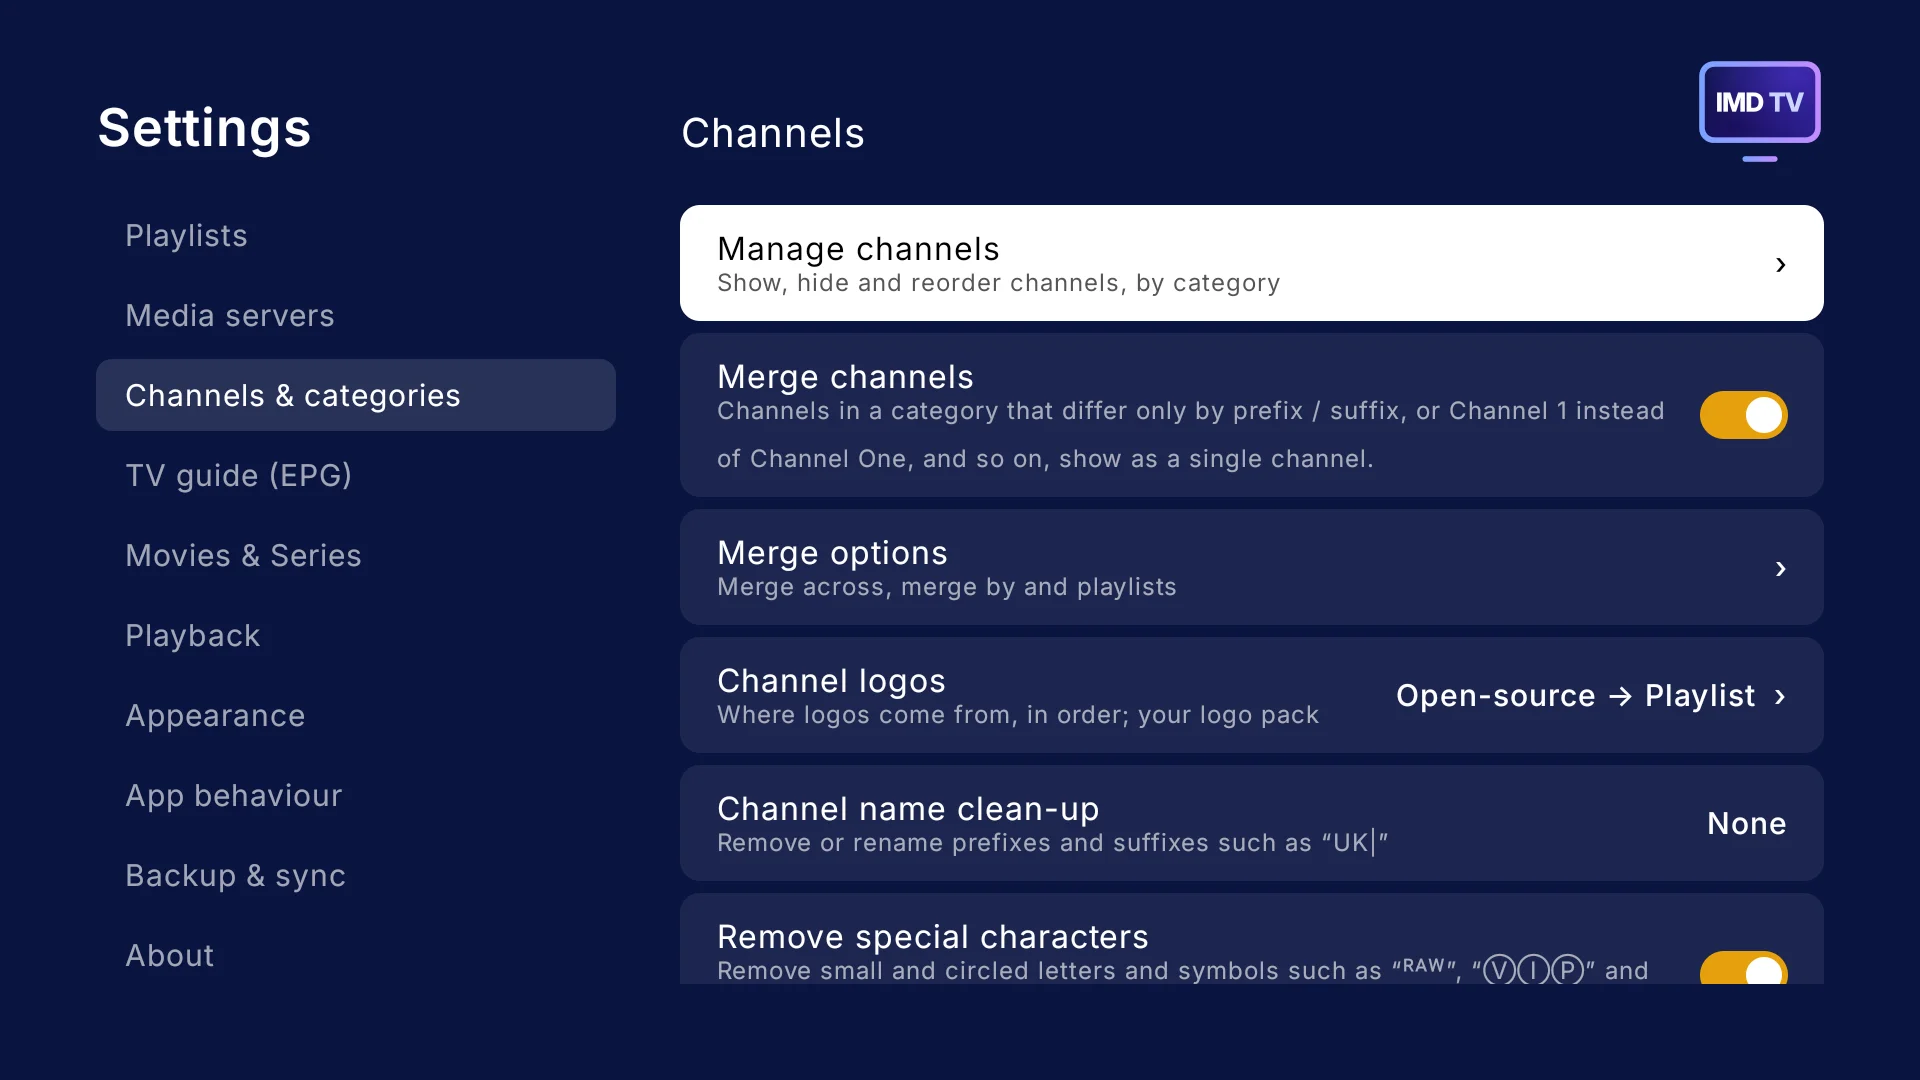 Settings
Playlists
Media servers
Channels & categories
TV guide (EPG)
Movies & Series
Playback
Appearance
App behaviour
Backup & sync
About
Channels
IMD TV
Manage channels
Show, hide and reorder channels, by category
Merge channels
Channels in a category that differ only by prefix / suffix, or Channel 1 instead
of Channel One, and so on, show as a single channel.
Merge options
Merge across, merge by and playlists
Channel logos
Where logos come from, in order; your logo pack
Open-source → Playlist
Channel name clean-up
Remove or rename prefixes and suffixes such as “UK|”
None
Remove special characters
Remove small and circled letters and symbols such as “ᴿᴬᵂ”, “ⓋⒾⓅ” and